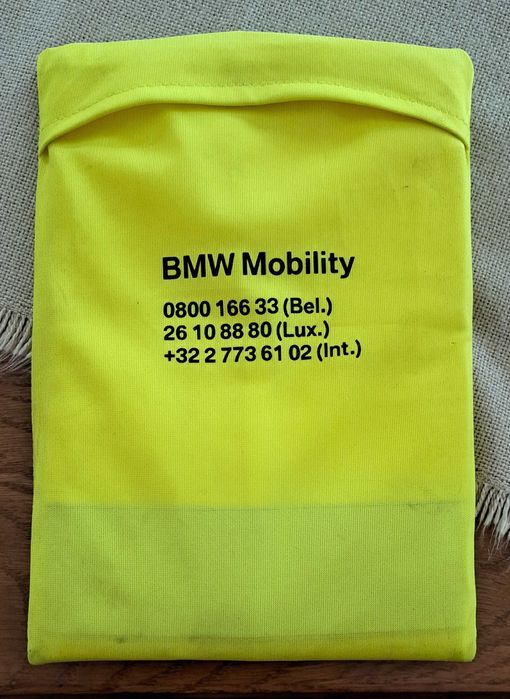 BMW Mobility
0800 166 33 (Bel.)
26 10 88 80 (Lux.)
+32 2 773 61 02 (Int.)